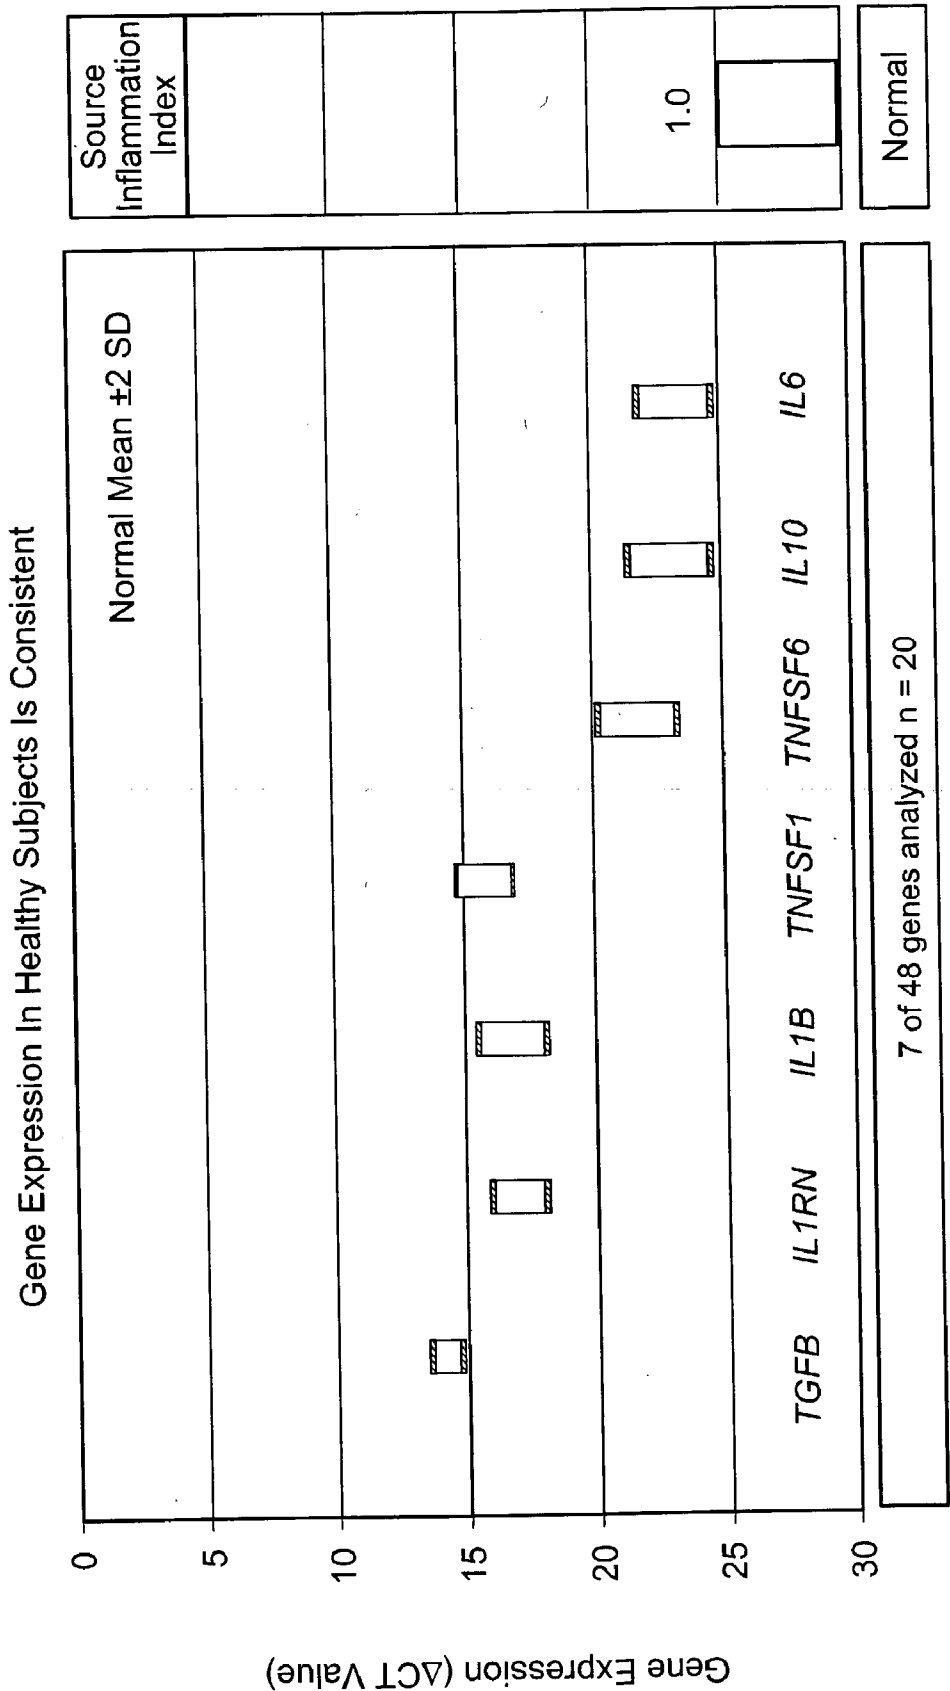 Gene Expression In Healthy Subjects Is Consistent
Gene Expression (ΔCT Value)
0
5
10
15
20
25
30
Normal Mean ±2 SD
TGFB
IL1RN
IL1B
TNFSF1
TNFSF6
IL10
IL6
7 of 48 genes analyzed n = 20
Source
Inflammation
Index
1.0
Normal